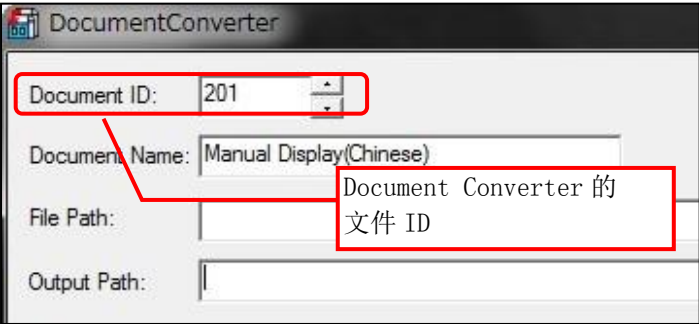 DocumentConverter
Document ID: 201
Document Name: Manual Display(Chinese)
Document Converter 的
文件 ID
File Path:
Output Path: